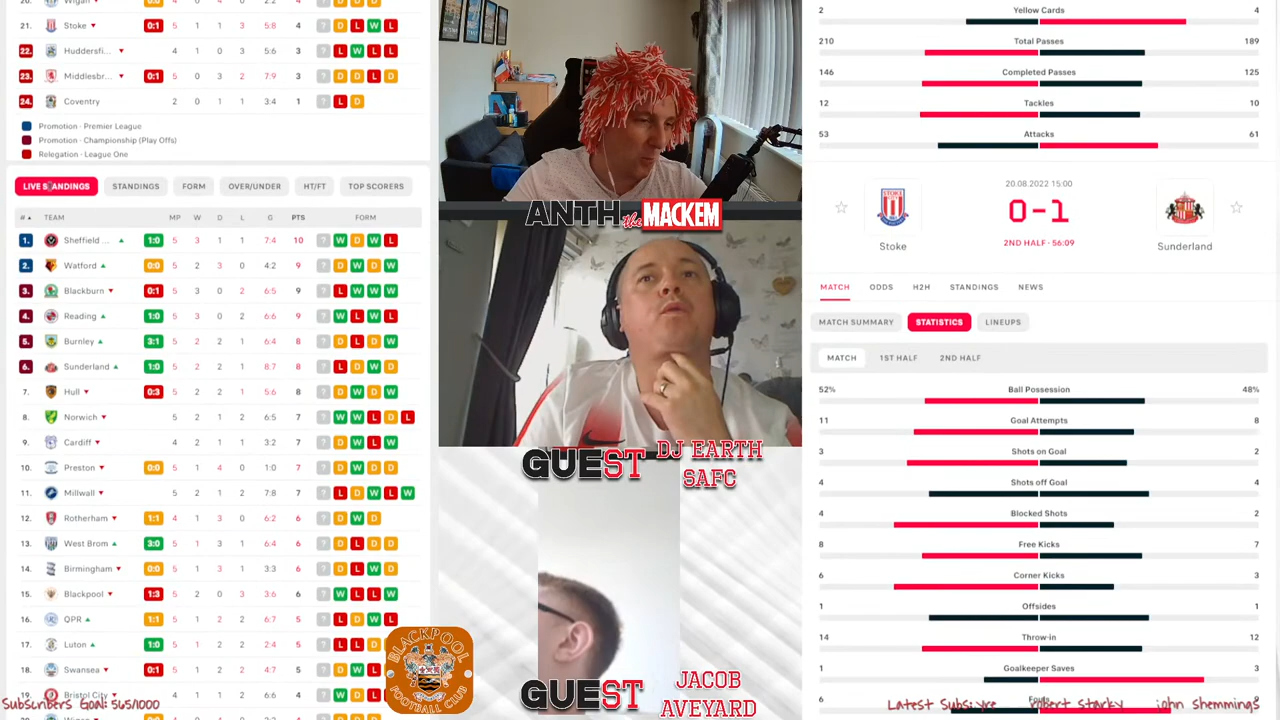 20. Wigan 0:0 4 0 4 0 2:2 4 ? D D D D
21. Stoke 0:1 5 1 1 3 5:8 4 ? D L W L
22. Huddersfi... 4 1 0 3 5:6 3 ? L W L L
23. Middlesbr... 0:1 5 0 3 2 7:9 3 ? D D L D
24. Coventry 2 0 1 1 3:4 1 ? L D
Promotion - Premier League
Promotion - Championship (Play Offs)
Relegation - League One
LIVE STANDINGS STANDINGS FORM OVER/UNDER HT/FT TOP SCORERS
# TEAM MP W D L G PTS FORM
1. Sheffield ... 1:0 5 3 1 1 7:4 10 ? W D W L
2. Watford 0:0 5 2 3 0 4:2 9 ? D W D W
3. Blackburn 0:1 5 3 0 2 6:5 9 ? L W W W
4. Reading 1:0 5 3 0 2 6:6 9 ? W L W L
5. Burnley 3:1 5 2 2 1 8 ? D L D W
6. Sunderland 1:0 5 2 2 1 8:7 8 ? L D W D
7. Hull 0:3 5 2 2 1 5:6 8 ? D W D W
8. Norwich 5 2 1 2 6:5 7 ? W W L D L
9. Cardiff 4 2 1 1 3:2 7 ? D W L W
10. Preston 0:0 5 1 4 0 1:0 7 ? D W D D
11. Millwall 5 2 1 2 7:8 7 ? L D W L W
12. Rotherham 1:1 4 1 3 0 6:2 6 ? D W D
13. West Brom 3:0 5 1 3 1 6:4 6 ? D L D D
14. Birmingham 0:0 5 1 3:3 6 ? D L W D
15. Blackpool 1:3 5 2 0 3 3:6 6 ? W L L W
16. QPR 1:1 5 1 2 2 6:7 5 ? L D W L
17. Luton 1:0 5 1 2 5 ? L L D D
18. Swansea 0:1 5 1 2 2 4:7 5 ? D W L
19. Bristol City 4 1 1 2 6:6 4 ? W D L
Subscribers Goal: 565/1000
BLACKPOOL
FOOTBALL CLUB
ANTH the MACKEM
GUEST DJ EARTH
SAFC
GUEST JACOB
AVEYARD
2 Yellow Cards 4
210 Total Passes 189
146 Completed Passes 125
12 Tackles 10
53 Attacks 61
20.08.2022 15:00
0-1
2ND HALF - 56:09
Stoke Sunderland
MATCH ODDS H2H STANDINGS NEWS
MATCH SUMMARY STATISTICS LINEUPS
MATCH 1ST HALF 2ND HALF
52% Ball Possession 48%
11 Goal Attempts 8
3 Shots on Goal 2
4 Shots off Goal 4
4 Blocked Shots 2
8 Free Kicks 7
6 Corner Kicks 3
1 Offsides 1
14 Throw-in 12
1 Goalkeeper Saves 3
6 Fouls
Latest Subs: yre robert starky john shemmings